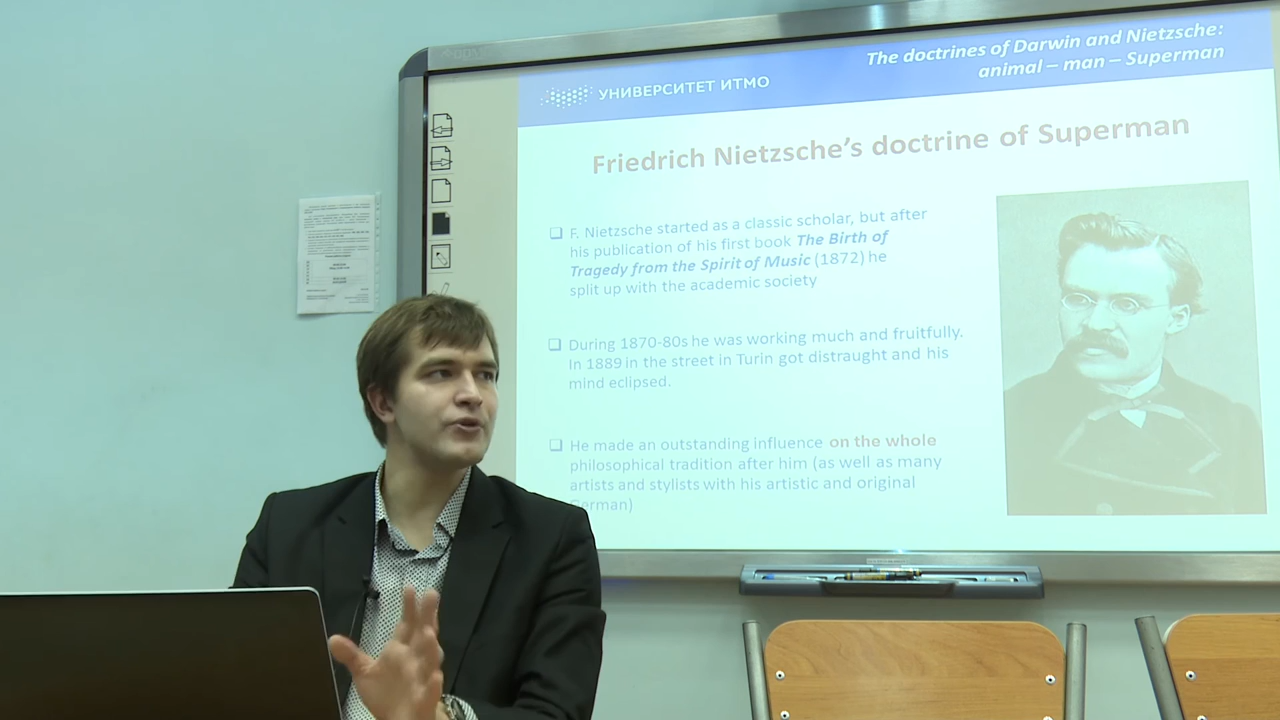 The doctrines of Darwin and Nietzsche:
animal – man – Superman
УНИВЕРСИТЕТ ИТМО
Friedrich Nietzsche's doctrine of Superman
F. Nietzsche started as a classic scholar, but after
his publication of his first book The Birth of
Tragedy from the Spirit of Music (1872) he
split up with the academic society
During 1870-80s he was working much and fruitfully.
In 1889 in the street in Turin got distraught and his
mind eclipsed.
He made an outstanding influence on the whole
philosophical tradition after him (as well as many
artists and stylists with his artistic and original
German)